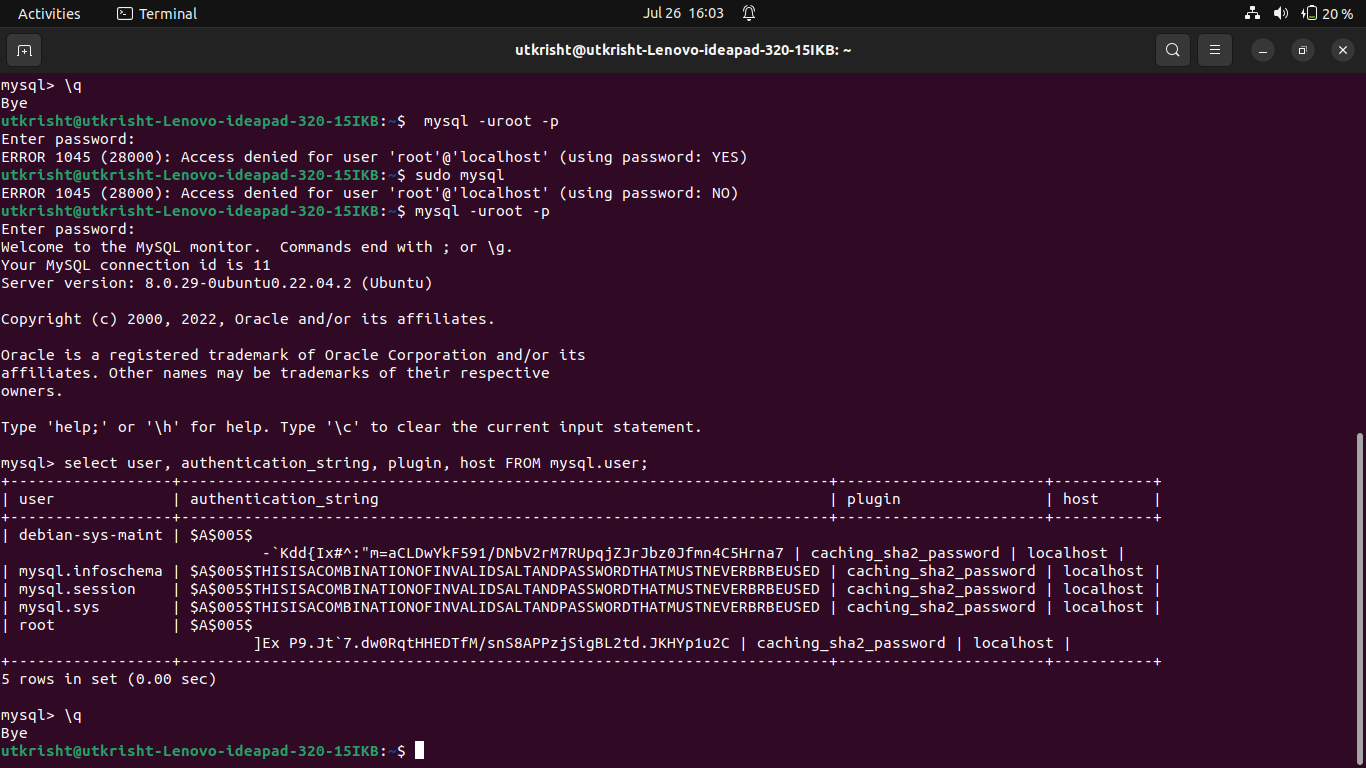 Activities Terminal Jul 26 16:03 20 %
utkrisht@utkrisht-Lenovo-ideapad-320-15IKB: ~
mysql> \q
Bye
utkrisht@utkrisht-Lenovo-ideapad-320-15IKB:~$  mysql -uroot -p
Enter password:
ERROR 1045 (28000): Access denied for user 'root'@'localhost' (using password: YES)
utkrisht@utkrisht-Lenovo-ideapad-320-15IKB:~$ sudo mysql
ERROR 1045 (28000): Access denied for user 'root'@'localhost' (using password: NO)
utkrisht@utkrisht-Lenovo-ideapad-320-15IKB:~$ mysql -uroot -p
Enter password:
Welcome to the MySQL monitor.  Commands end with ; or \g.
Your MySQL connection id is 11
Server version: 8.0.29-0ubuntu0.22.04.2 (Ubuntu)

Copyright (c) 2000, 2022, Oracle and/or its affiliates.

Oracle is a registered trademark of Oracle Corporation and/or its
affiliates. Other names may be trademarks of their respective
owners.

Type 'help;' or '\h' for help. Type '\c' to clear the current input statement.

mysql> select user, authentication_string, plugin, host FROM mysql.user;
+------------------+------------------------------------------------------------------------+-----------------------+-----------+
| user             | authentication_string                                                  | plugin                | host      |
+------------------+------------------------------------------------------------------------+-----------------------+-----------+
| debian-sys-maint | $A$005$
                             -`Kdd{Ix#^:"m=aCLDwYkF591/DNbV2rM7RUpqjZJrJbz0Jfmn4C5Hrna7 | caching_sha2_password | localhost |
| mysql.infoschema | $A$005$THISISACOMBINATIONOFINVALIDSALTANDPASSWORDTHATMUSTNEVERBRBEUSED | caching_sha2_password | localhost |
| mysql.session    | $A$005$THISISACOMBINATIONOFINVALIDSALTANDPASSWORDTHATMUSTNEVERBRBEUSED | caching_sha2_password | localhost |
| mysql.sys        | $A$005$THISISACOMBINATIONOFINVALIDSALTANDPASSWORDTHATMUSTNEVERBRBEUSED | caching_sha2_password | localhost |
| root             | $A$005$
                            ]Ex P9.Jt`7.dw0RqtHHEDTfM/snS8APPzjSigBL2td.JKHYp1u2C | caching_sha2_password | localhost |
+------------------+------------------------------------------------------------------------+-----------------------+-----------+
5 rows in set (0.00 sec)

mysql> \q
Bye
utkrisht@utkrisht-Lenovo-ideapad-320-15IKB:~$